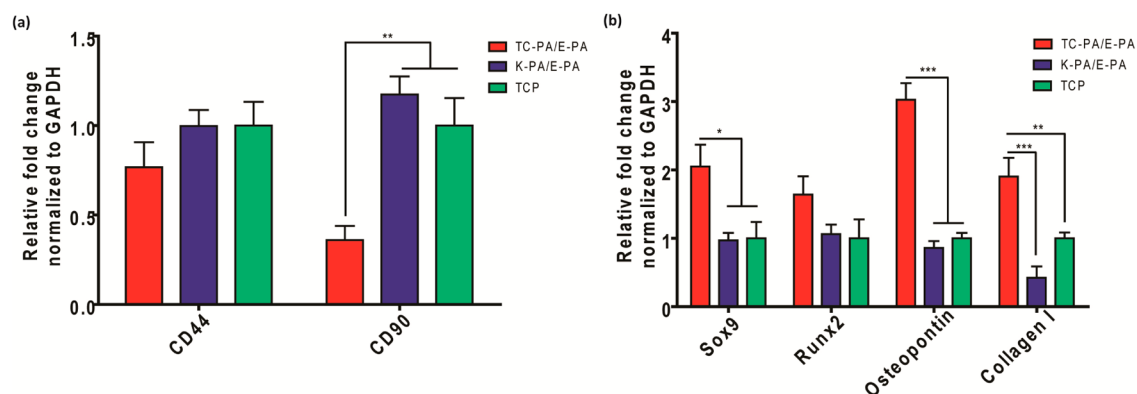 (a)
Relative fold change
normalized to GAPDH
1.5
1.0
0.5
0.0
**
TC-PA/E-PA
K-PA/E-PA
TCP
CD44
CD90
(b)
Relative fold change
normalized to GAPDH
4
3
2
1
0
*
***
***
**
TC-PA/E-PA
K-PA/E-PA
TCP
Sox9
Runx2
Osteopontin
Collagen I